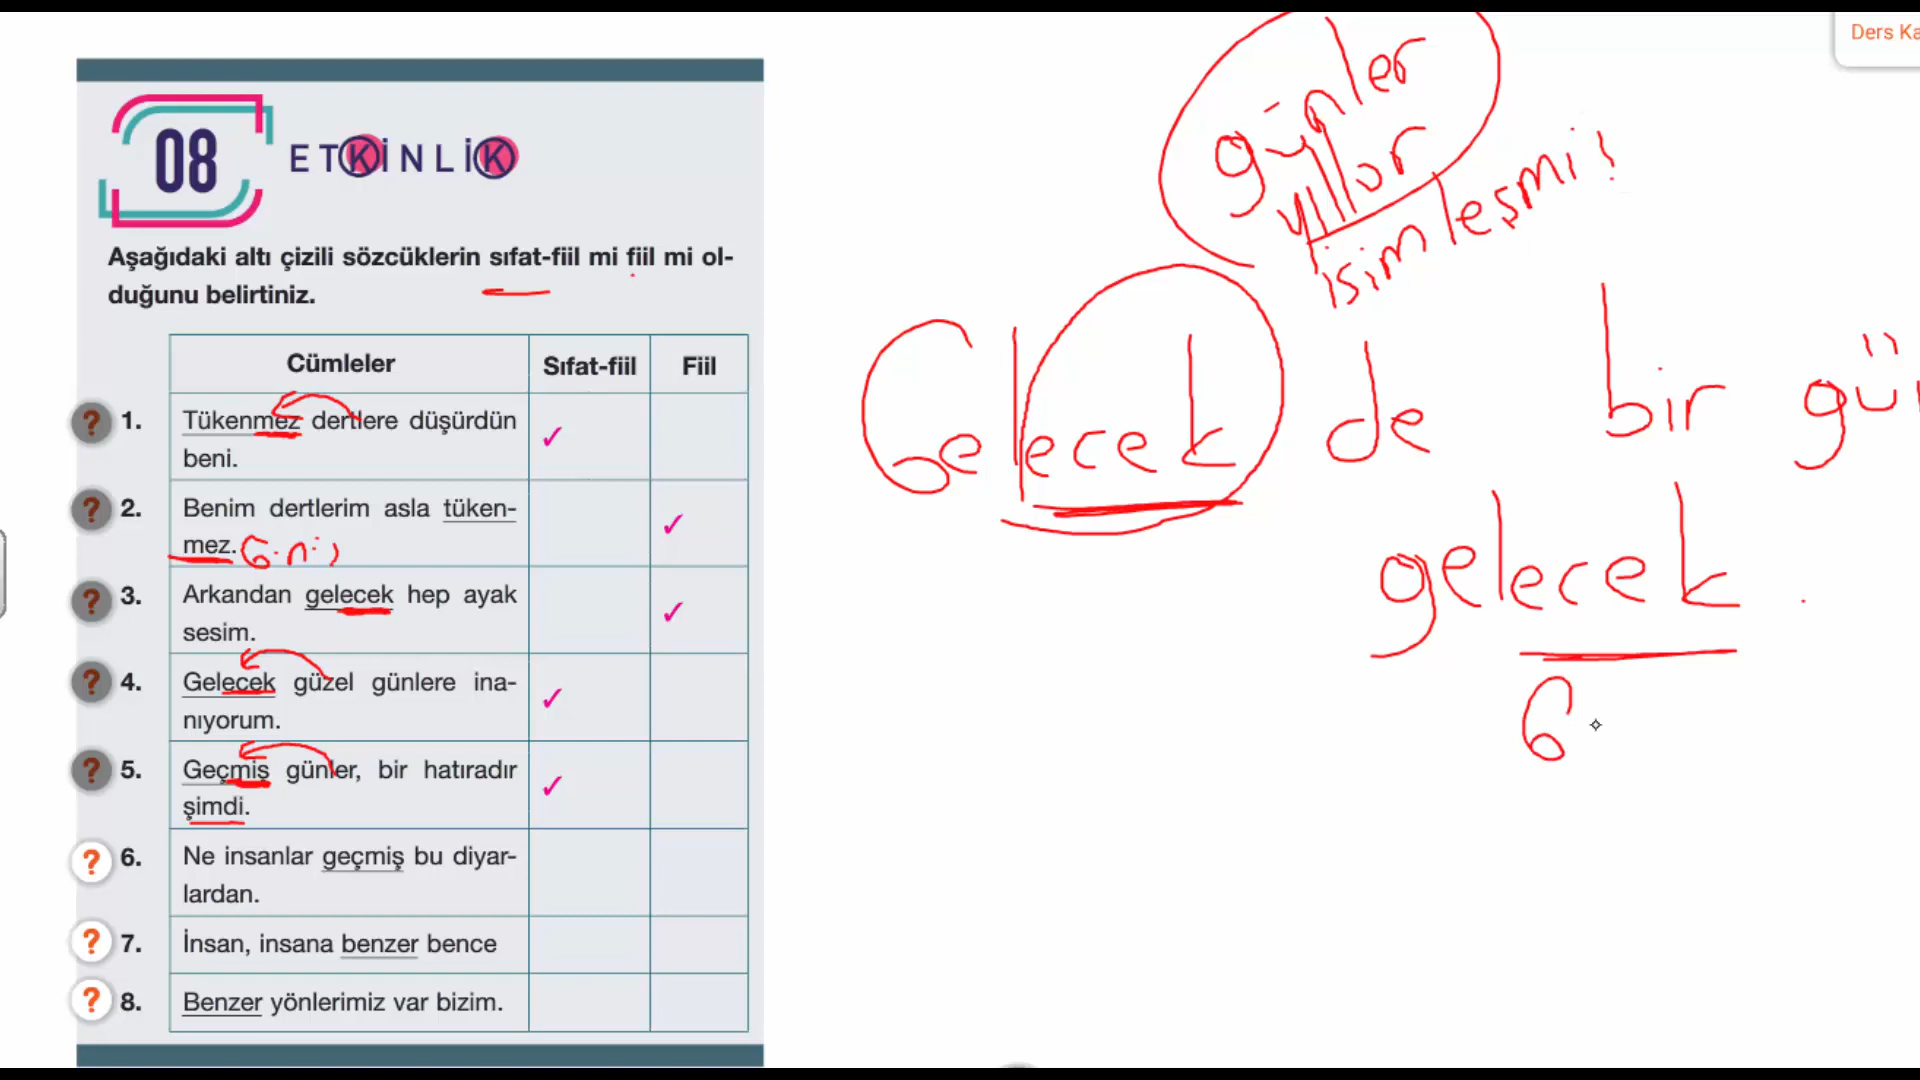 Ders Ka
08 ETKİNLİK
Aşağıdaki altı çizili sözcüklerin sıfat-fiil mi fiil mi ol-
duğunu belirtiniz.
Cümleler Sıfat-fiil Fiil
1. Tükenmez dertlere düşürdün
beni. ✓
2. Benim dertlerim asla tüken-
mez. ✓
3. Arkandan gelecek hep ayak
sesim. ✓
4. Gelecek güzel günlere ina-
nıyorum. ✓
5. Geçmiş günler, bir hatıradır
şimdi. ✓
6. Ne insanlar geçmiş bu diyar-
lardan.
7. İnsan, insana benzer bence
8. Benzer yönlerimiz var bizim.
günler
yıllar
isimleşmiş
Gelecek de bir gün
gelecek.